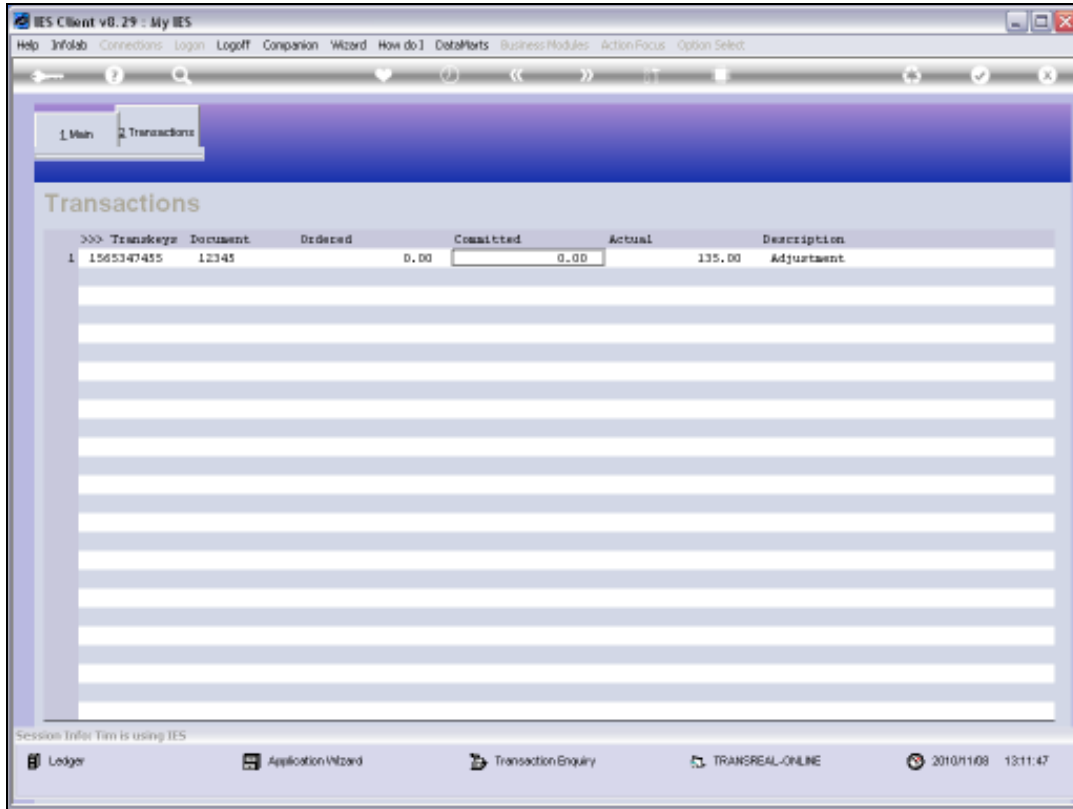 IES Client v8.29 : My IES
Help Infolab Connections Logon Logoff Companion Wizard How do I DataMarts Business Modules Action Focus Option Select
1 Main 2 Transactions
Transactions
>>> Transkeys Document Ordered Committed Actual Description
1 1565347455 12345 0.00 0.00 135.00 Adjustment
Session Info: Tim is using IES
Ledger Application Wizard Transaction Enquiry TRANSREAL-ONLINE 2010/11/08 13:11:47